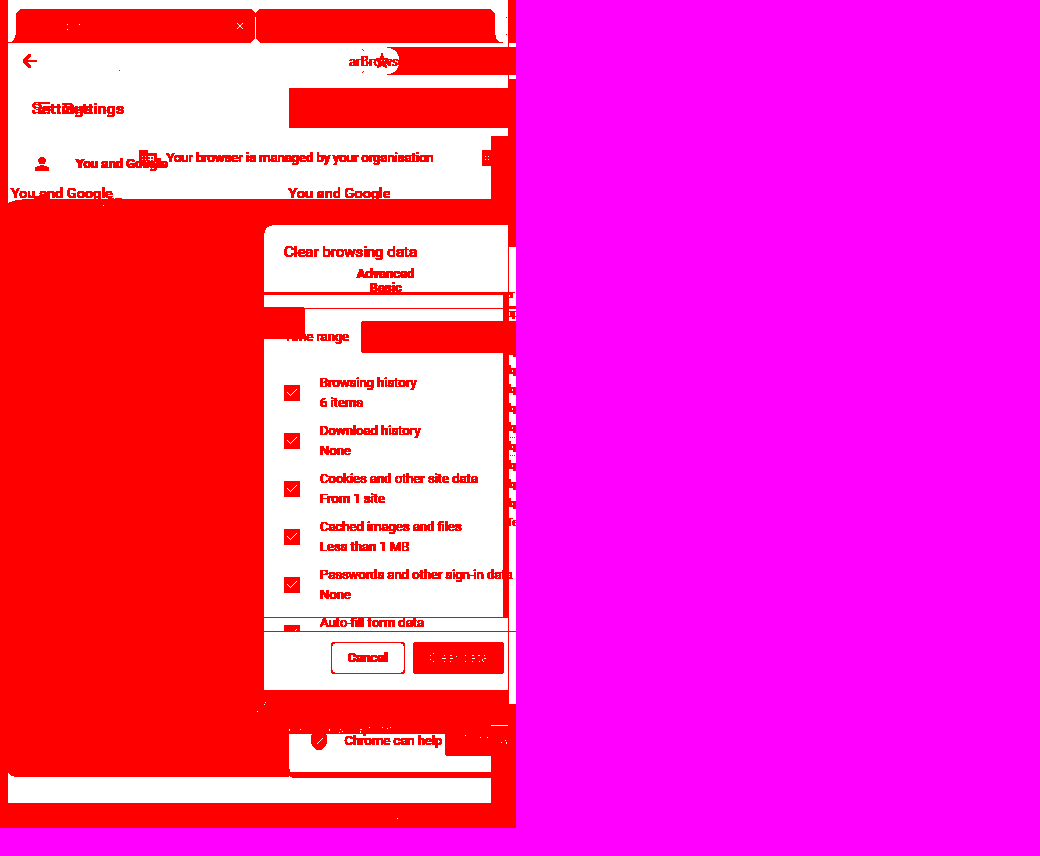 Settings
Your browser is managed by your organisation
You and Google
You and Google
You and Google
Clear browsing data
Advanced
Basic
range
Browsing history
6 items
Download history
None
Cookies and other site data
From 1 site
Cached images and files
Less than 1 MB
Passwords and other sign-in data
None
Auto-fill form data
Cancel
Clear data
Chrome can help